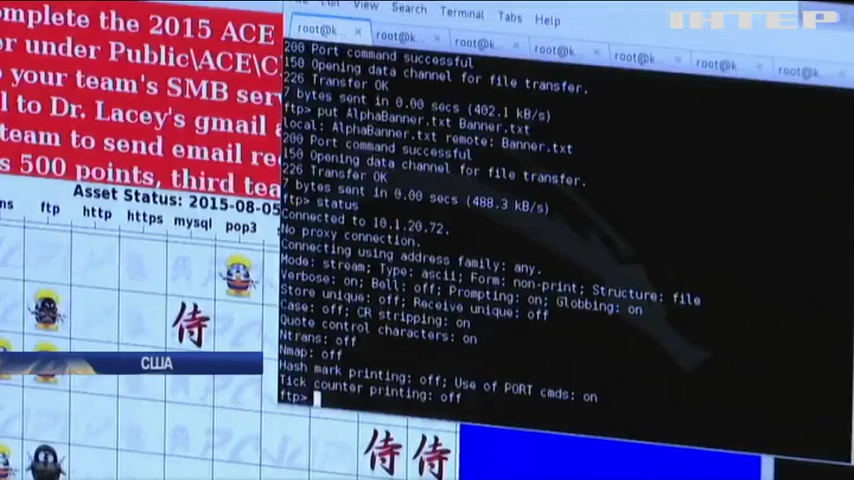 ІНТЕР
mplete the 2015 ACE
or under Public\ACE\C
your team's SMB ser
l to Dr. Lacey's gmail a
team to send email re
s 500 points, third tea
Asset Status: 2015-08-05
ns ftp http https mysql pop3
侍
侍 侍
США
View Search Terminal Tabs Help
root@k... × root@k... × root@k... × root@k... × root@k... × root@k... × root@k...
200 Port command successful
150 Opening data channel for file transfer.
226 Transfer OK
7 bytes sent in 0.00 secs (402.1 kB/s)
ftp> put AlphaBanner.txt Banner.txt
local: AlphaBanner.txt remote: Banner.txt
200 Port command successful
150 Opening data channel for file transfer.
226 Transfer OK
7 bytes sent in 0.00 secs (488.3 kB/s)
ftp> status
Connected to 10.1.20.72.
No proxy connection.
Connecting using address family: any.
Mode: stream; Type: ascii; Form: non-print; Structure: file
Verbose: on; Bell: off; Prompting: on; Globbing: on
Store unique: off; Receive unique: off
Case: off; CR stripping: on
Quote control characters: on
Ntrans: off
Nmap: off
Hash mark printing: off; Use of PORT cmds: on
Tick counter printing: off
ftp>